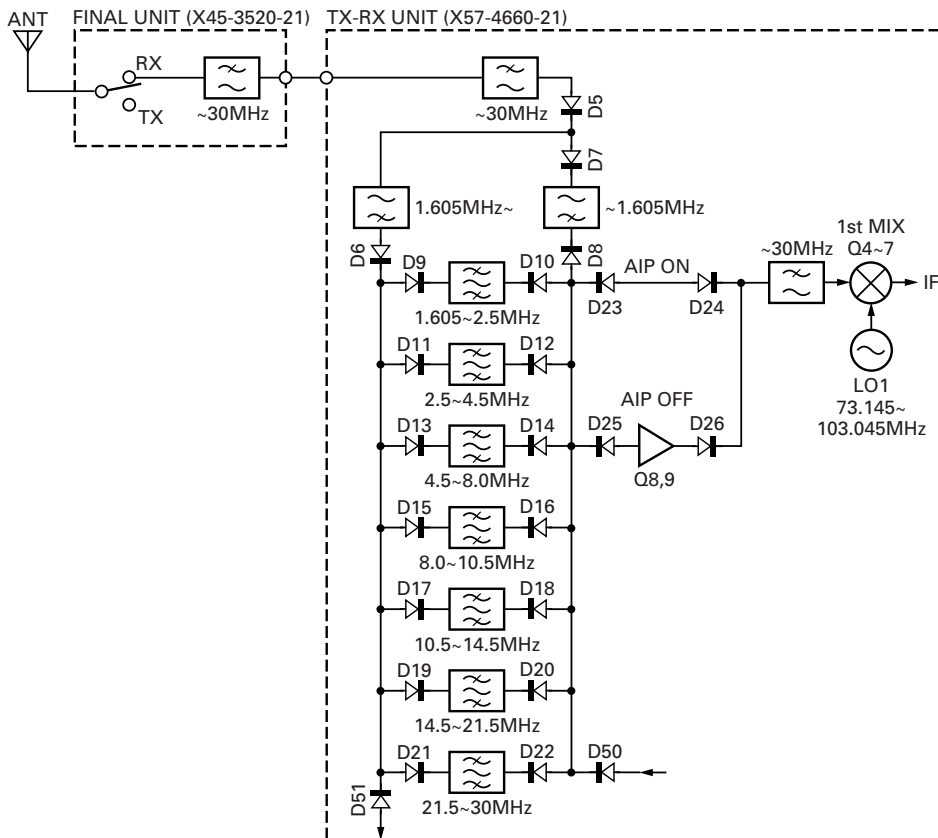 ANT
FINAL UNIT (X45-3520-21)
TX-RX UNIT (X57-4660-21)
RX
TX
~30MHz
~30MHz
D5
D7
1.605MHz~
~1.605MHz
D6
D8
D9
D10
1.605~2.5MHz
D23
AIP ON
D24
~30MHz
1st MIX
Q4~7
IF
LO1
73.145~
103.045MHz
D11
D12
2.5~4.5MHz
AIP OFF
D13
D14
4.5~8.0MHz
D25
D26
Q8,9
D15
D16
8.0~10.5MHz
D17
D18
10.5~14.5MHz
D19
D20
14.5~21.5MHz
D21
D22
D50
21.5~30MHz
D51